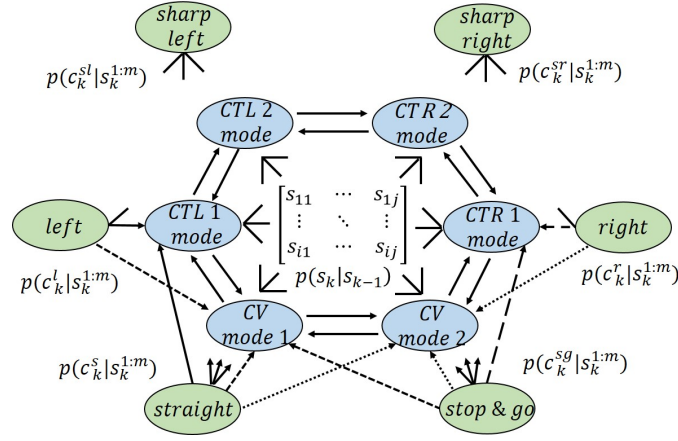 sharp
left
sharp
right
p(c_k^{sl}|s_k^{1:m})
p(c_k^{sr}|s_k^{1:m})
CTL 2
mode
CTR 2
mode
s_{11} ⋯ s_{1j}
⋮ ⋱ ⋮
s_{i1} ⋯ s_{ij}
left
CTL 1
mode
CTR 1
mode
right
p(c_k^l|s_k^{1:m})
p(s_k|s_{k-1})
p(c_k^r|s_k^{1:m})
CV
mode 1
CV
mode 2
p(c_k^s|s_k^{1:m})
p(c_k^{sg}|s_k^{1:m})
straight
stop & go